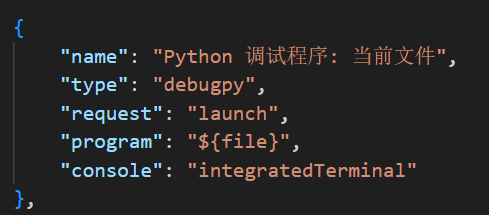 {
"name": "Python 调试程序: 当前文件",
"type": "debugpy",
"request": "launch",
"program": "${file}",
"console": "integratedTerminal"
},